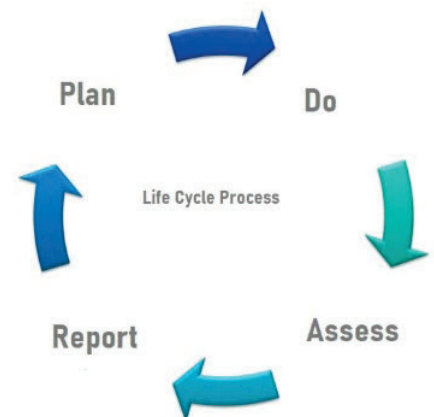 Plan
Do
Life Cycle Process
Report
Assess